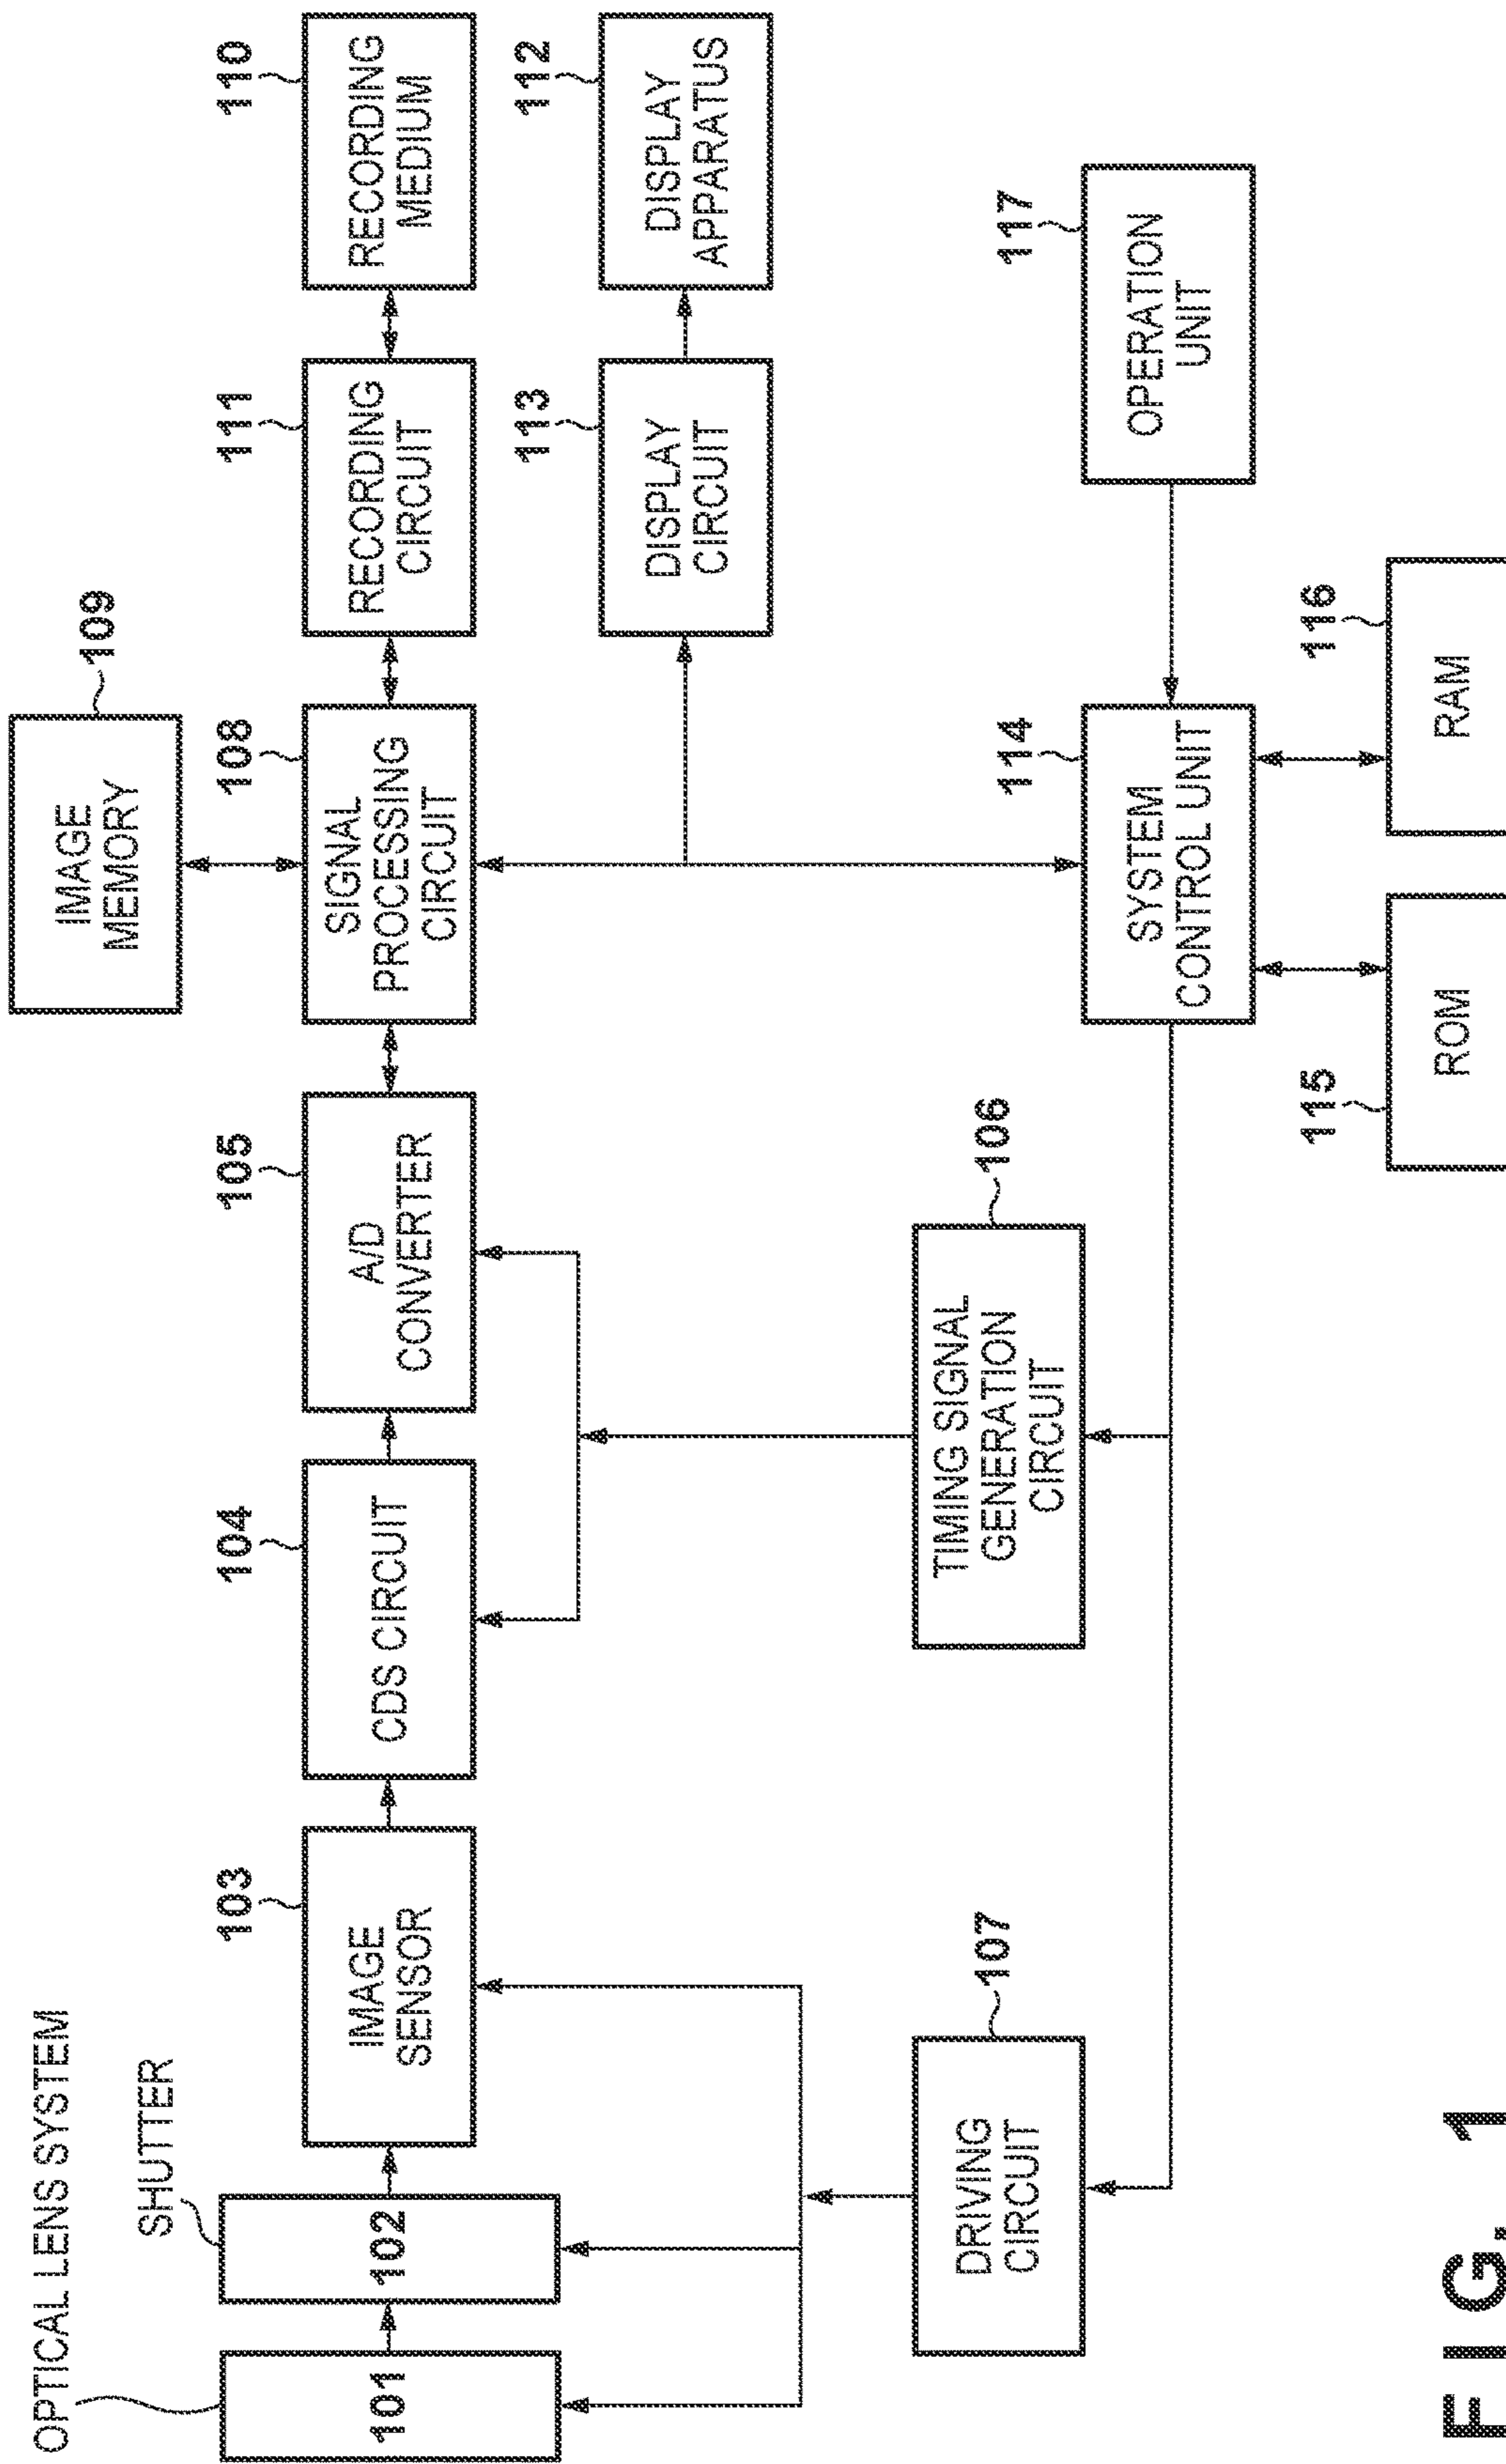 OPTICAL LENS SYSTEM
SHUTTER
101
102
103
IMAGE
SENSOR
104
CDS CIRCUIT
105
A/D
CONVERTER
109
IMAGE
MEMORY
108
SIGNAL
PROCESSING
CIRCUIT
111
RECORDING
CIRCUIT
110
RECORDING
MEDIUM
113
DISPLAY
CIRCUIT
112
DISPLAY
APPARATUS
107
DRIVING
CIRCUIT
106
TIMING SIGNAL
GENERATION
CIRCUIT
114
SYSTEM
CONTROL UNIT
117
OPERATION
UNIT
115
ROM
116
RAM
FIG. 1